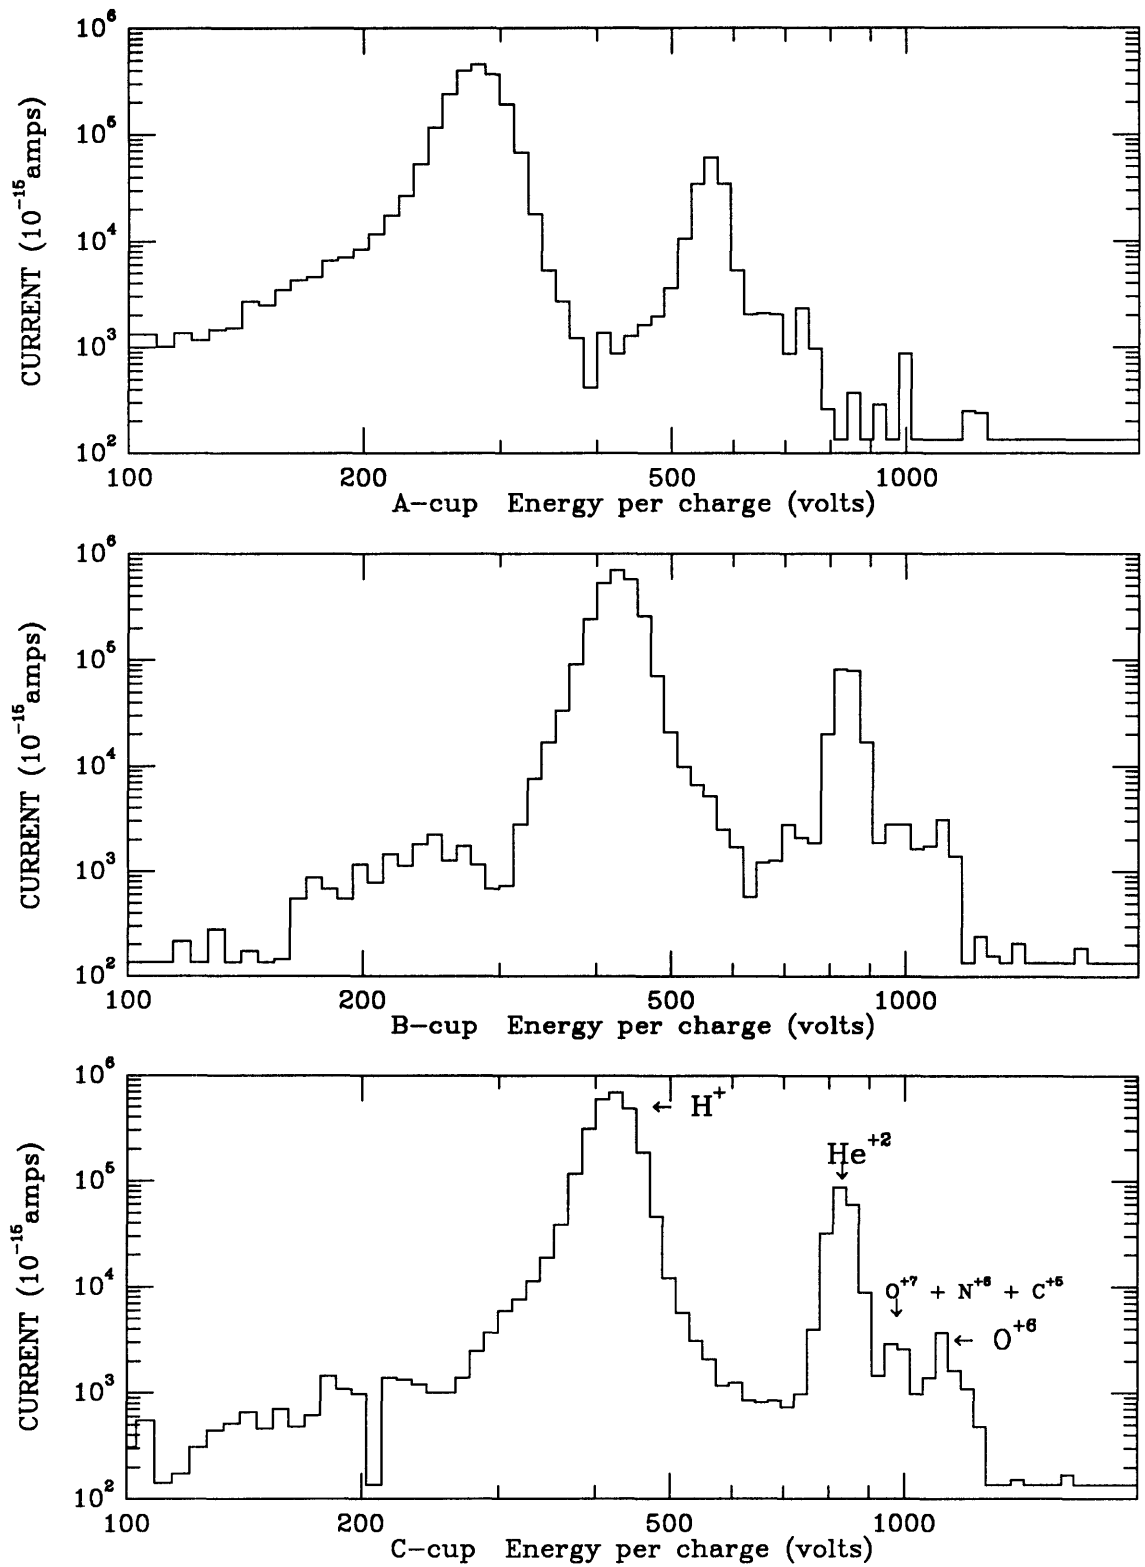 10⁶
10⁵
10⁴
10³
10²
CURRENT (10⁻¹⁵amps)
100 200 500 1000
A-cup Energy per charge (volts)
10⁶
10⁵
10⁴
10³
10²
CURRENT (10⁻¹⁵amps)
100 200 500 1000
B-cup Energy per charge (volts)
10⁶
10⁵
10⁴
10³
10²
CURRENT (10⁻¹⁵amps)
← H⁺
He⁺²
O⁺⁷ + N⁺⁶ + C⁺⁵
← O⁺⁶
100 200 500 1000
C-cup Energy per charge (volts)